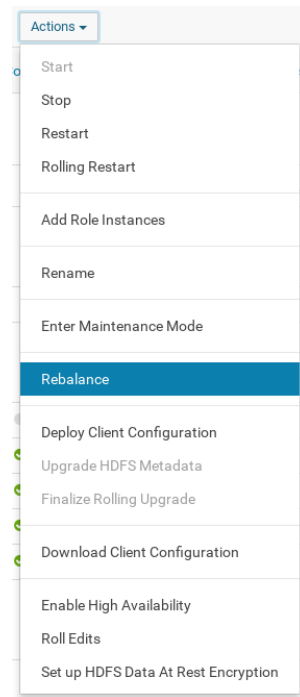 Actions
Start
Stop
Restart
Rolling Restart
Add Role Instances
Rename
Enter Maintenance Mode
Rebalance
Deploy Client Configuration
Upgrade HDFS Metadata
Finalize Rolling Upgrade
Download Client Configuration
Enable High Availability
Roll Edits
Set up HDFS Data At Rest Encryption